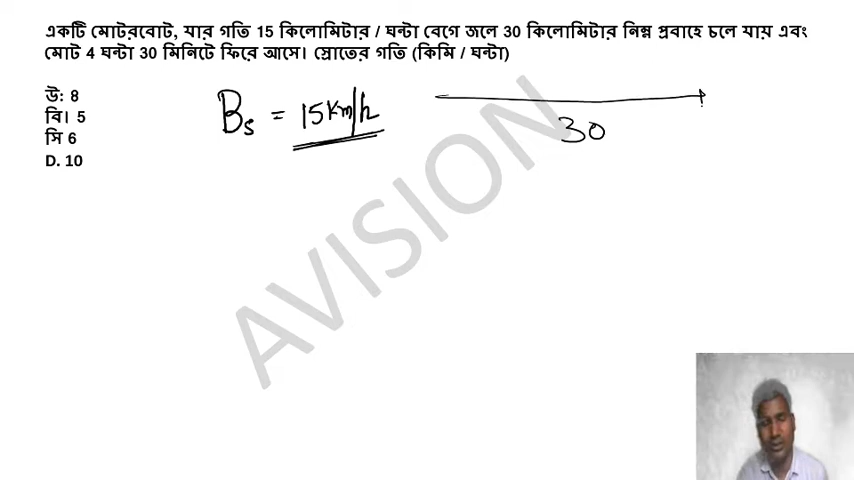 একটি মোটরবোট, যার গতি 15 কিলোমিটার / ঘন্টা বেগে জলে 30 কিলোমিটার নিম্ন প্রবাহে চলে যায় এবং
মোট 4 ঘন্টা 30 মিনিটে ফিরে আসে। স্রোতের গতি (কিমি / ঘন্টা)
উ: 8
বি। 5
সি 6
D. 10
Bs = 15km/h
30
AVISION